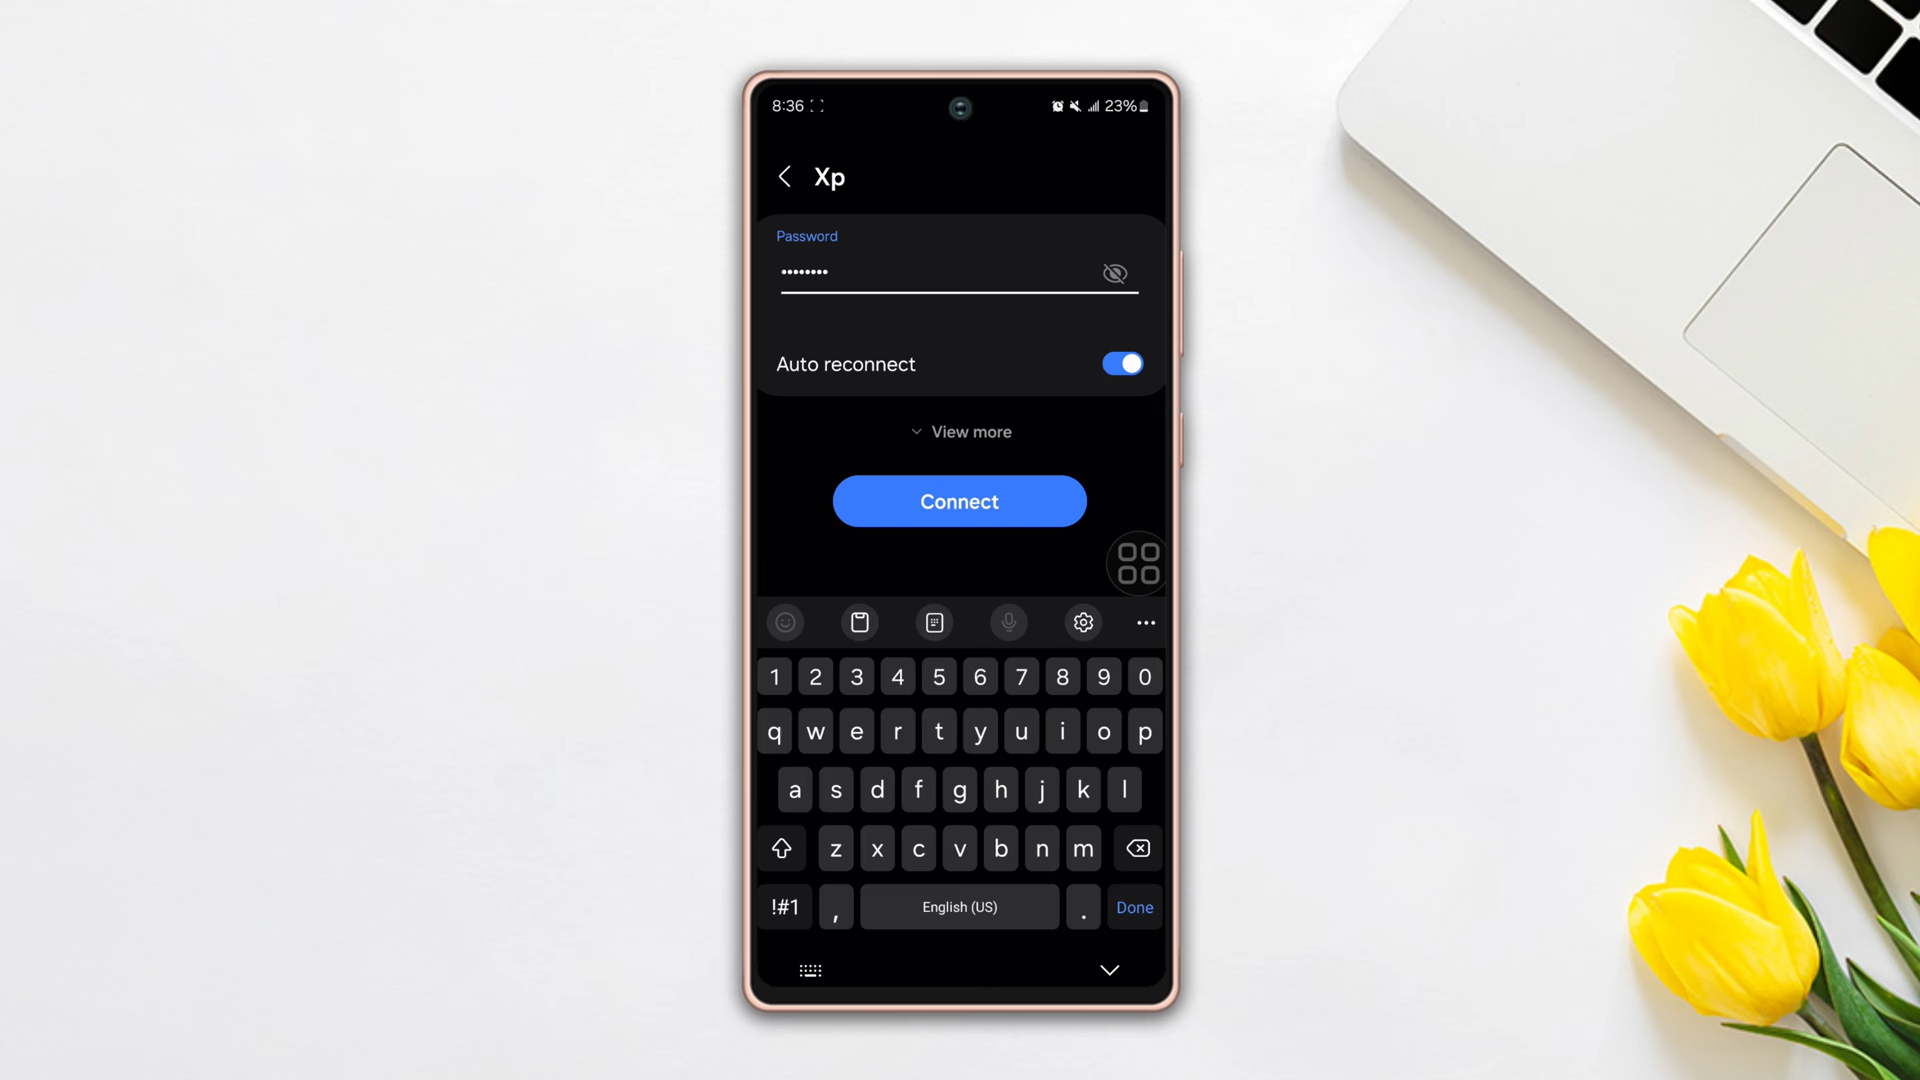 8:36 23%
Xp
Password
••••••••
Auto reconnect
View more
Connect
1 2 3 4 5 6 7 8 9 0
q w e r t y u i o p
a s d f g h j k l
z x c v b n m
!#1 , English (US) . Done